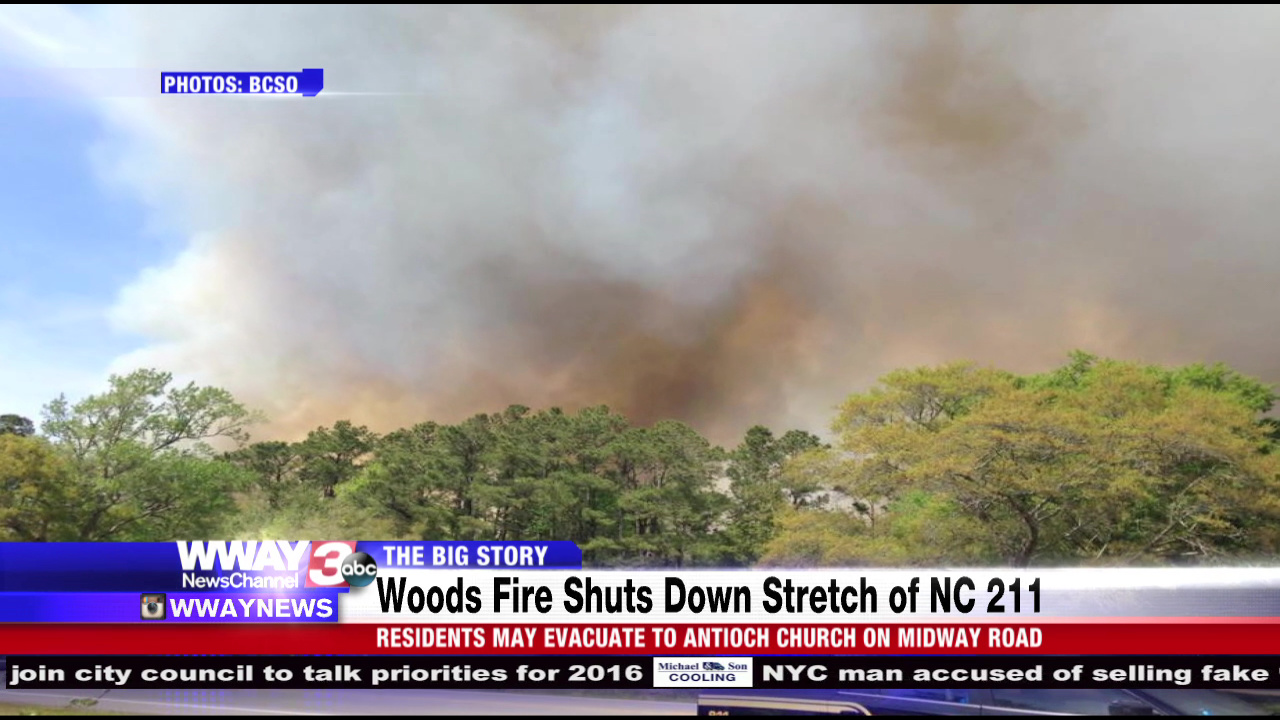 PHOTOS: BCSO
WWAY 3 abc
NewsChannel
THE BIG STORY
Woods Fire Shuts Down Stretch of NC 211
WWAYNEWS
RESIDENTS MAY EVACUATE TO ANTIOCH CHURCH ON MIDWAY ROAD
join city council to talk priorities for 2016 Michael & Son COOLING NYC man accused of selling fake
911